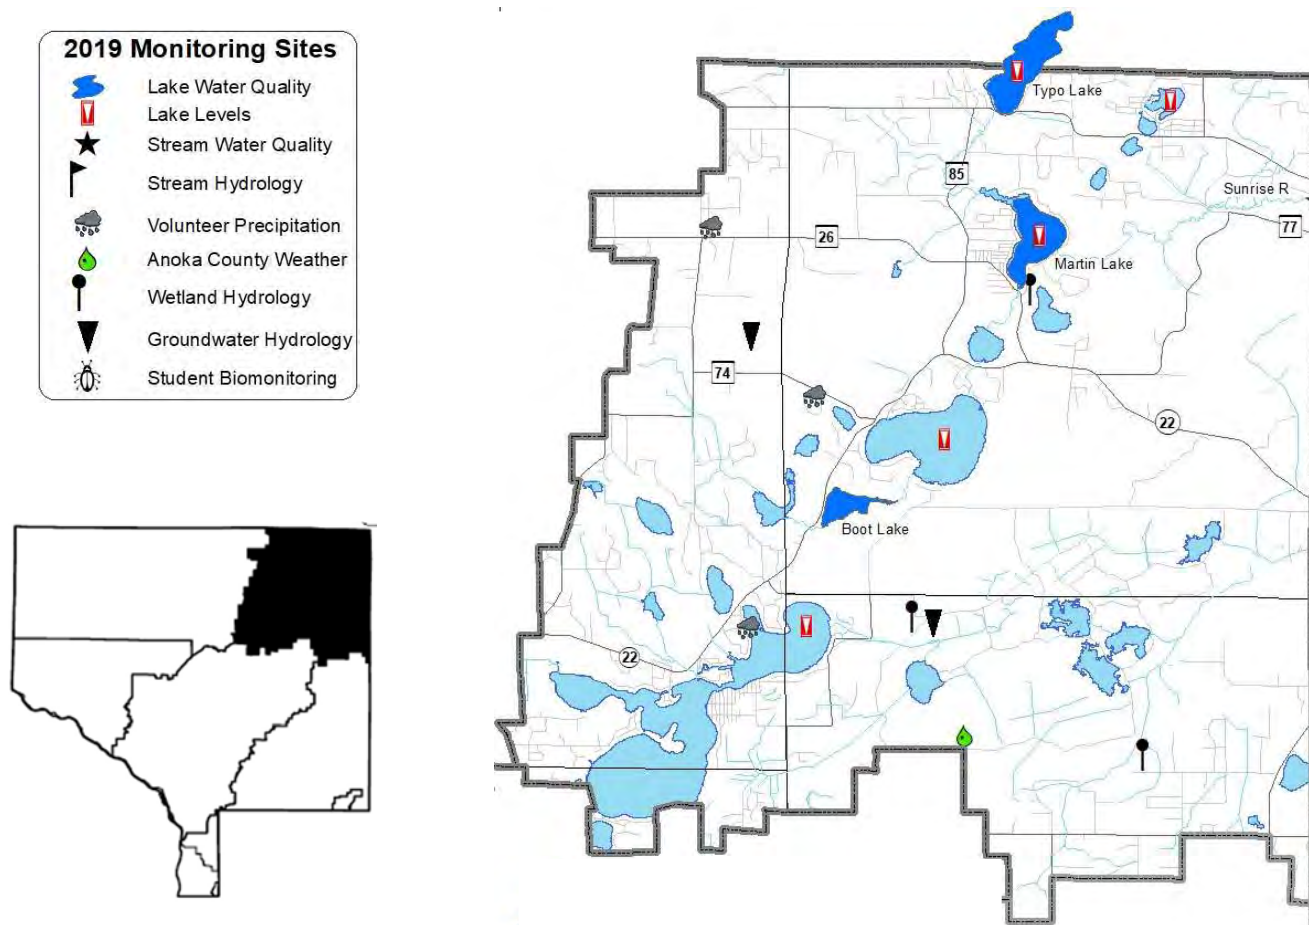 2019 Monitoring Sites
Lake Water Quality
Lake Levels
Stream Water Quality
Stream Hydrology
Volunteer Precipitation
Anoka County Weather
Wetland Hydrology
Groundwater Hydrology
Student Biomonitoring
Typo Lake
85
Sunrise R
77
26
Martin Lake
74
22
Boot Lake
22